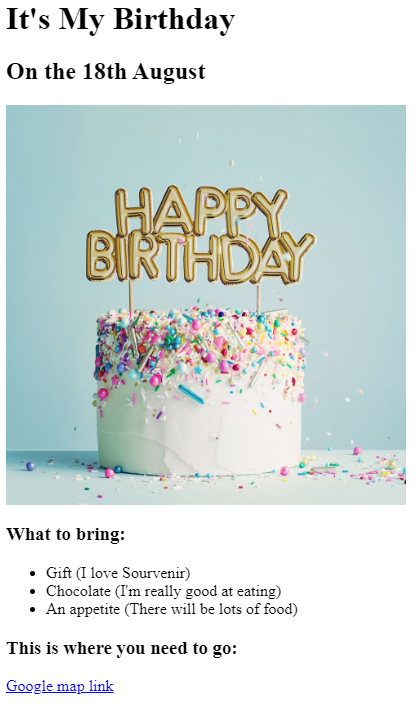 It's My Birthday
On the 18th August
HAPPY
BIRTHDAY
What to bring:
Gift (I love Sourvenir)
Chocolate (I'm really good at eating)
An appetite (There will be lots of food)
This is where you need to go:
Google map link